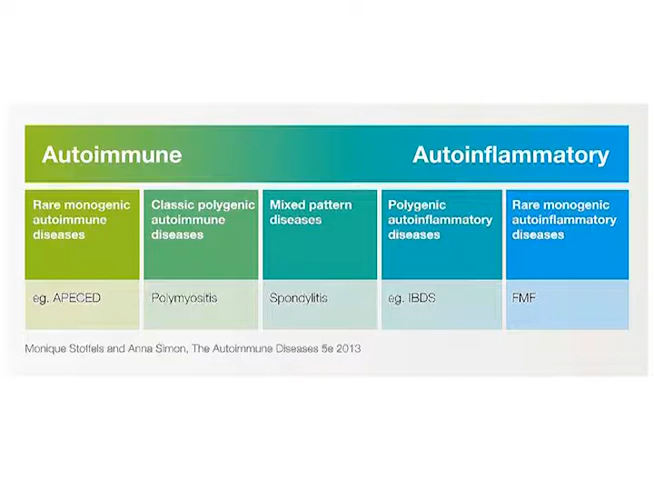 Autoimmune Autoinflammatory
Rare monogenic
autoimmune
diseases
Classic polygenic
autoimmune
diseases
Mixed pattern
diseases
Polygenic
autoinflammatory
diseases
Rare monogenic
autoinflammatory
diseases
eg. APECED
Polymyositis
Spondylitis
eg. IBDS
FMF
Monique Stoffels and Anna Simon, The Autoimmune Diseases 5e 2013